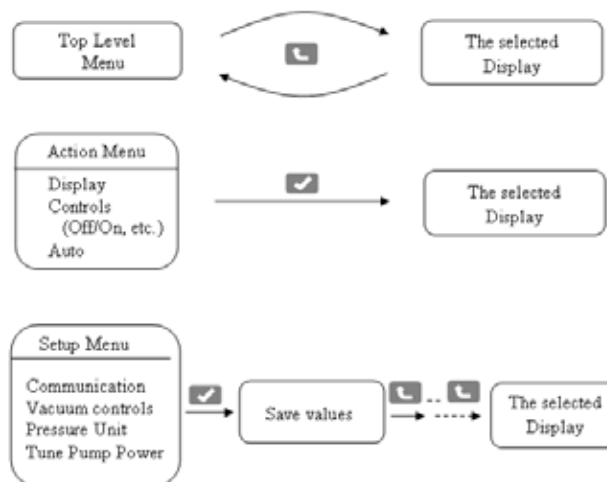 Top Level
Menu
The selected
Display
Action Menu
Display
Controls
(Off/On, etc.)
Auto
The selected
Display
Setup Menu
Communication
Vacuum controls
Pressure Unit
Tune Pump Power
Save values
The selected
Display